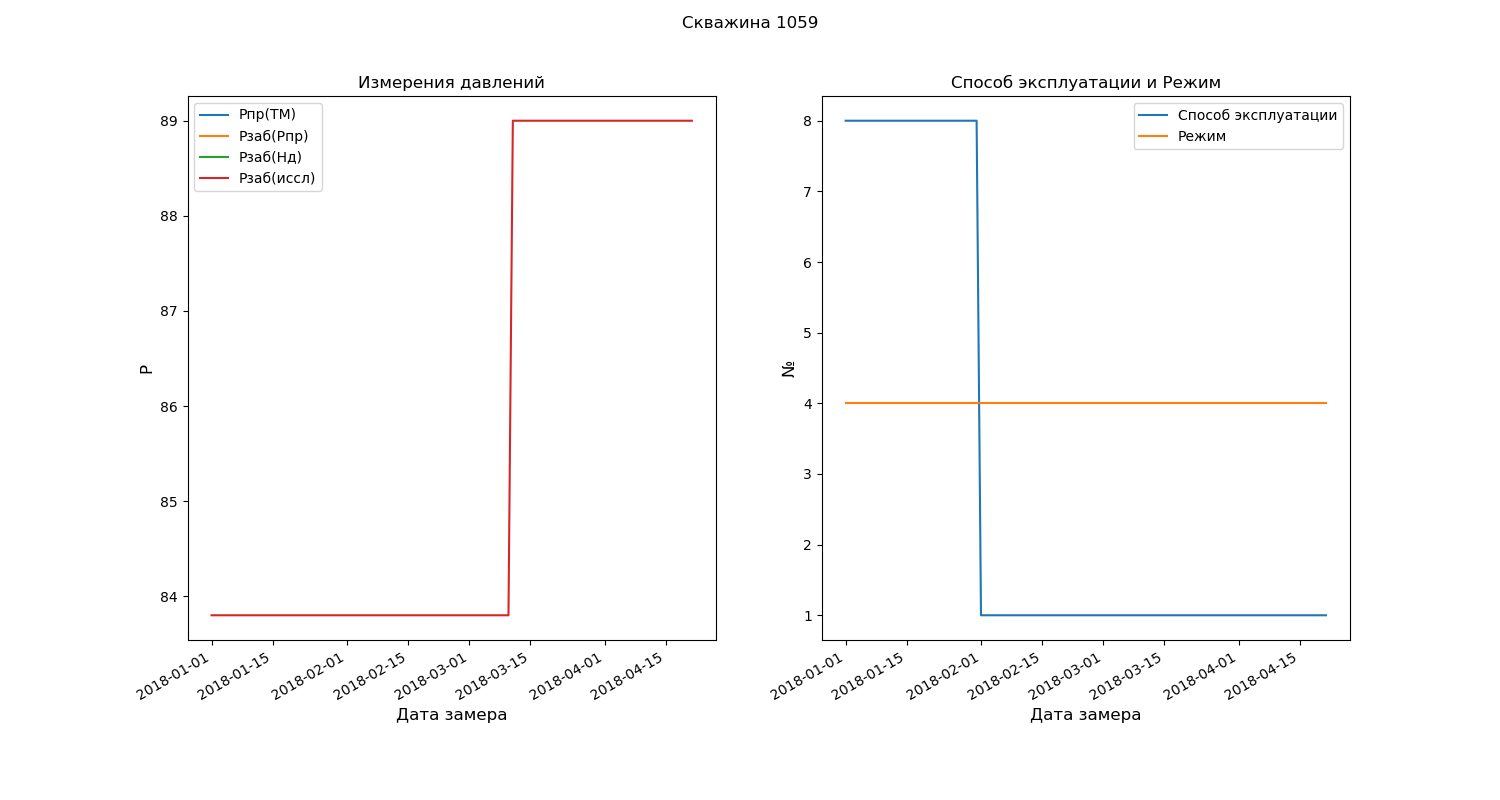 Скважина 1059
Измерения давлений
Рпр(ТМ)
Рзаб(Рпр)
Рзаб(Нд)
Рзаб(иссл)
89
88
87
86
85
84
Р
2018-01-01
2018-01-15
2018-02-01
2018-02-15
2018-03-01
2018-03-15
2018-04-01
2018-04-15
Дата замера
Способ эксплуатации и Режим
Способ эксплуатации
Режим
8
7
6
5
4
3
2
1
№
2018-01-01
2018-01-15
2018-02-01
2018-02-15
2018-03-01
2018-03-15
2018-04-01
2018-04-15
Дата замера